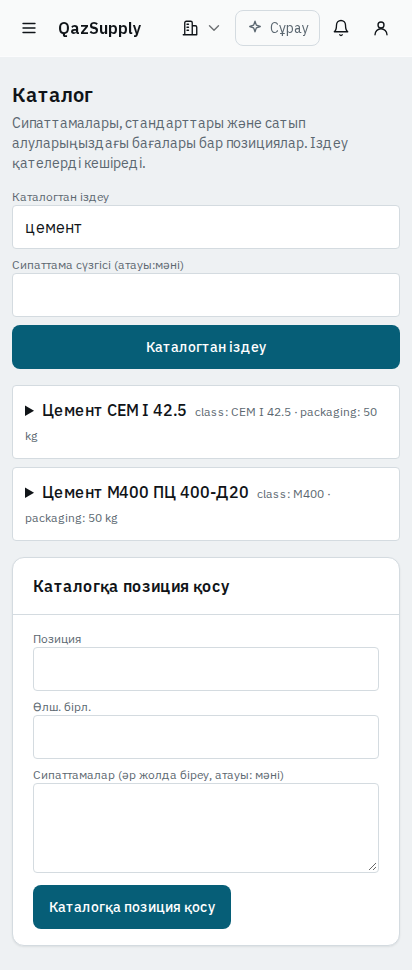 QazSupply
Сұрау
Каталог
Сипаттамалары, стандарттары және сатып
алуларыңыздағы бағалары бар позициялар. Іздеу
қателерді кешіреді.
Каталогтан іздеу
цемент
Сипаттама сүзгісі (атауы:мәні)
Каталогтан іздеу
Цемент CEM I 42.5 class: CEM I 42.5 · packaging: 50
kg
Цемент М400 ПЦ 400-Д20 class: M400 ·
packaging: 50 kg
Каталогқа позиция қосу
Позиция
Өлш. бірл.
Сипаттамалар (әр жолда біреу, атауы: мәні)
Каталогқа позиция қосу